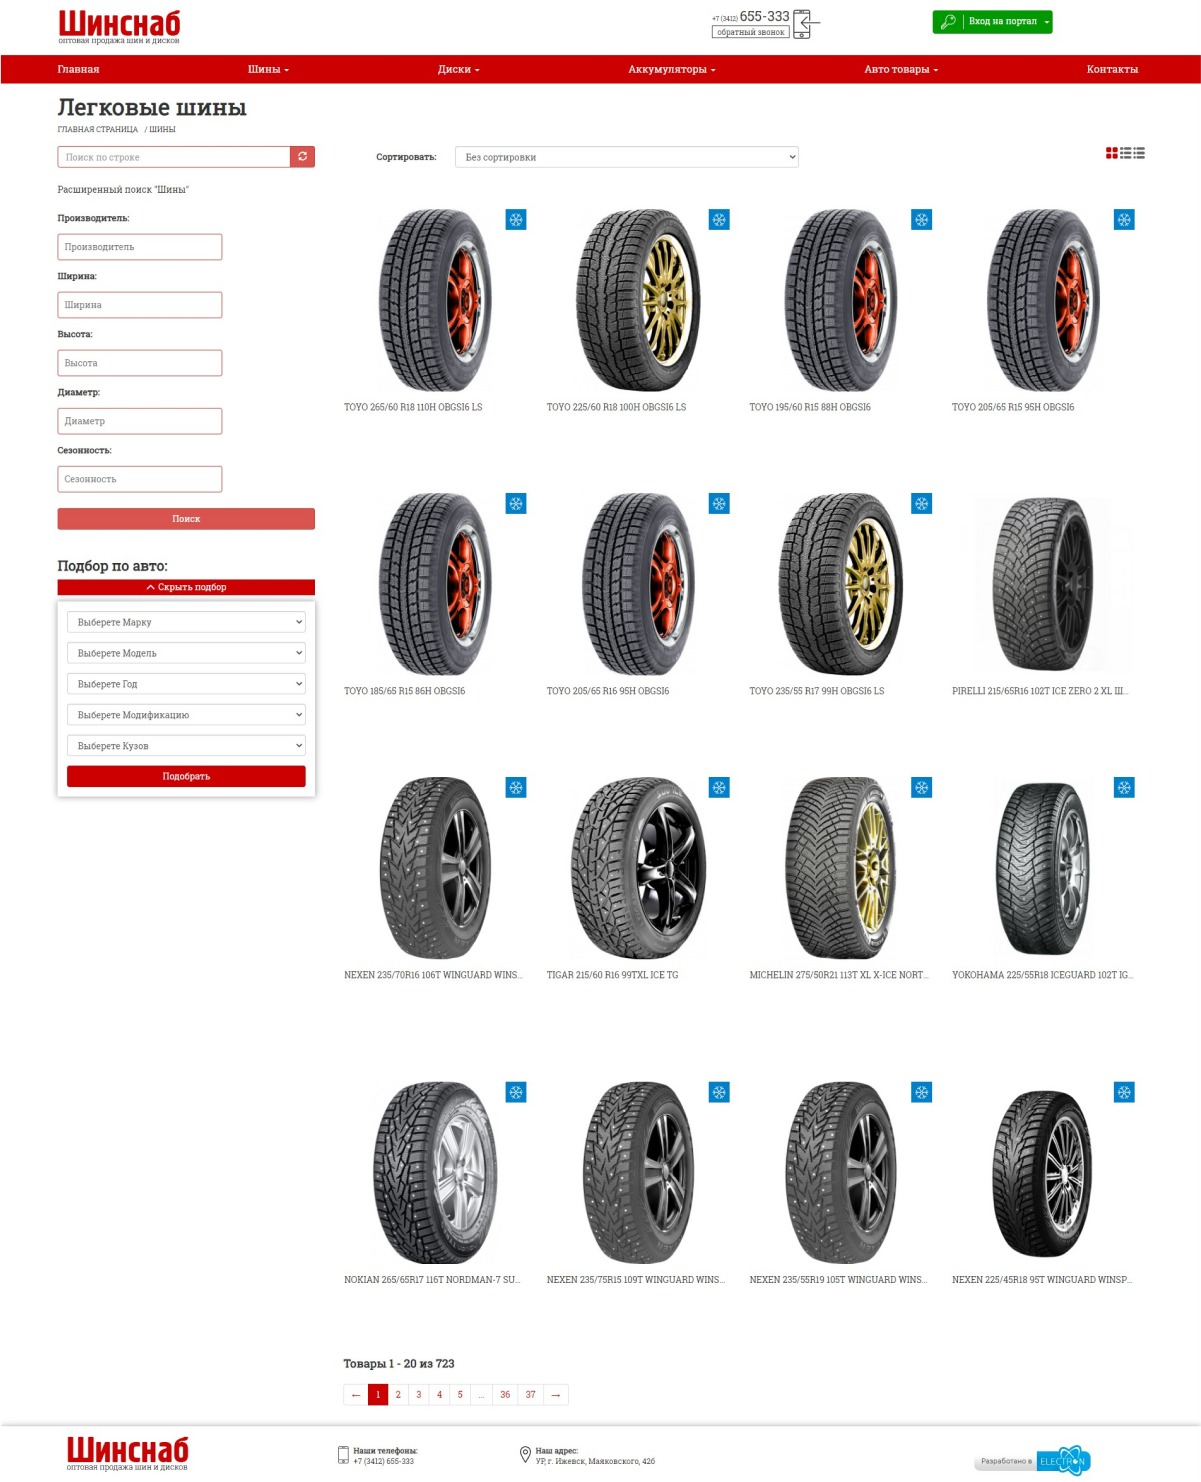 Шинснаб
оптовая продажа шин и дисков
+7 (3412) 655-333
обратный звонок
Вход на портал
Главная
Шины
Диски
Аккумуляторы
Авто товары
Контакты
Легковые шины
ГЛАВНАЯ СТРАНИЦА / ШИНЫ
Поиск по строке
Сортировать:
Без сортировки
Расширенный поиск "Шины"
Производитель:
Производитель
Ширина:
Ширина
Высота:
Высота
Диаметр:
Диаметр
Сезонность:
Сезонность
Поиск
Подбор по авто:
Скрыть подбор
Выберете Марку
Выберете Модель
Выберете Год
Выберете Модификацию
Выберете Кузов
Подобрать
TOYO 265/60 R18 110H OBGSI6 LS
TOYO 225/60 R18 100H OBGSI6 LS
TOYO 195/60 R15 88H OBGSI6
TOYO 205/65 R15 95H OBGSI6
TOYO 185/65 R15 86H OBGSI6
TOYO 205/65 R16 95H OBGSI6
TOYO 235/55 R17 99H OBGSI6 LS
PIRELLI 215/65R16 102T ICE ZERO 2 XL Ш...
NEXEN 235/70R16 106T WINGUARD WINS...
TIGAR 215/60 R16 99TXL ICE TG
MICHELIN 275/50R21 113T XL X-ICE NORT...
YOKOHAMA 225/55R18 ICEGUARD 102T IG...
NOKIAN 265/65R17 116T NORDMAN-7 SU...
NEXEN 235/75R15 109T WINGUARD WINS...
NEXEN 235/55R19 105T WINGUARD WINS...
NEXEN 225/45R18 95T WINGUARD WINSP...
Товары 1 - 20 из 723
← 1 2 3 4 5 ... 36 37 →
Шинснаб
оптовая продажа шин и дисков
Наши телефоны:
+7 (3412) 655-333
Наш адрес:
УР, г. Ижевск, Маяковского, 42б
Разработано в ELECTRON